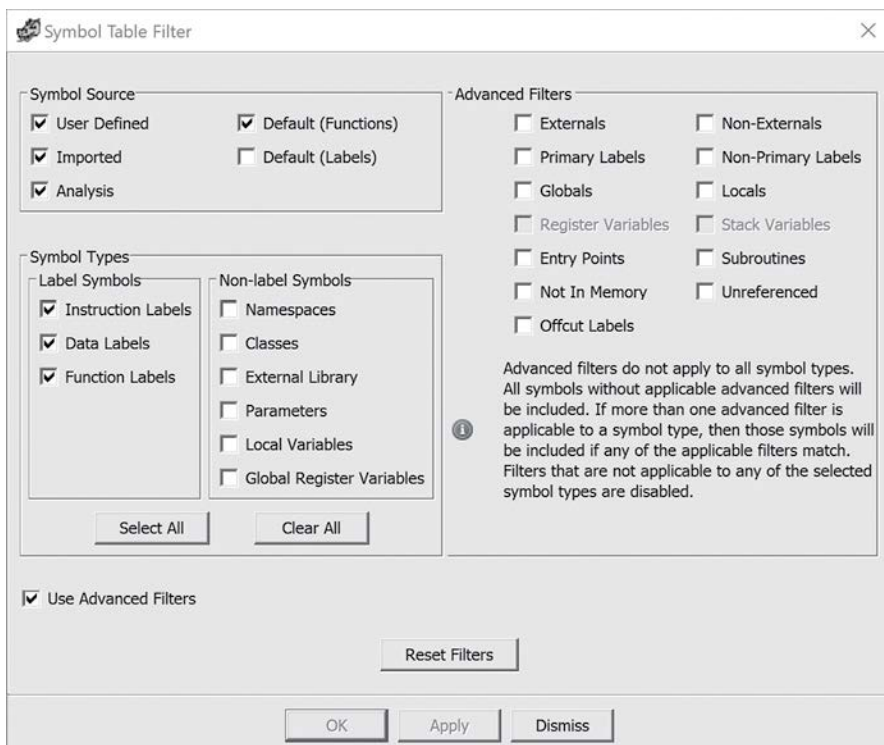 Symbol Table Filter
Symbol Source
User Defined
Default (Functions)
Imported
Default (Labels)
Analysis
Symbol Types
Label Symbols
Instruction Labels
Data Labels
Function Labels
Non-label Symbols
Namespaces
Classes
External Library
Parameters
Local Variables
Global Register Variables
Select All
Clear All
Advanced Filters
Externals
Non-Externals
Primary Labels
Non-Primary Labels
Globals
Locals
Register Variables
Stack Variables
Entry Points
Subroutines
Not In Memory
Unreferenced
Offcut Labels
Advanced filters do not apply to all symbol types.
All symbols without applicable advanced filters will
be included. If more than one advanced filter is
applicable to a symbol type, then those symbols will
be included if any of the applicable filters match.
Filters that are not applicable to any of the selected
symbol types are disabled.
Use Advanced Filters
Reset Filters
OK
Apply
Dismiss